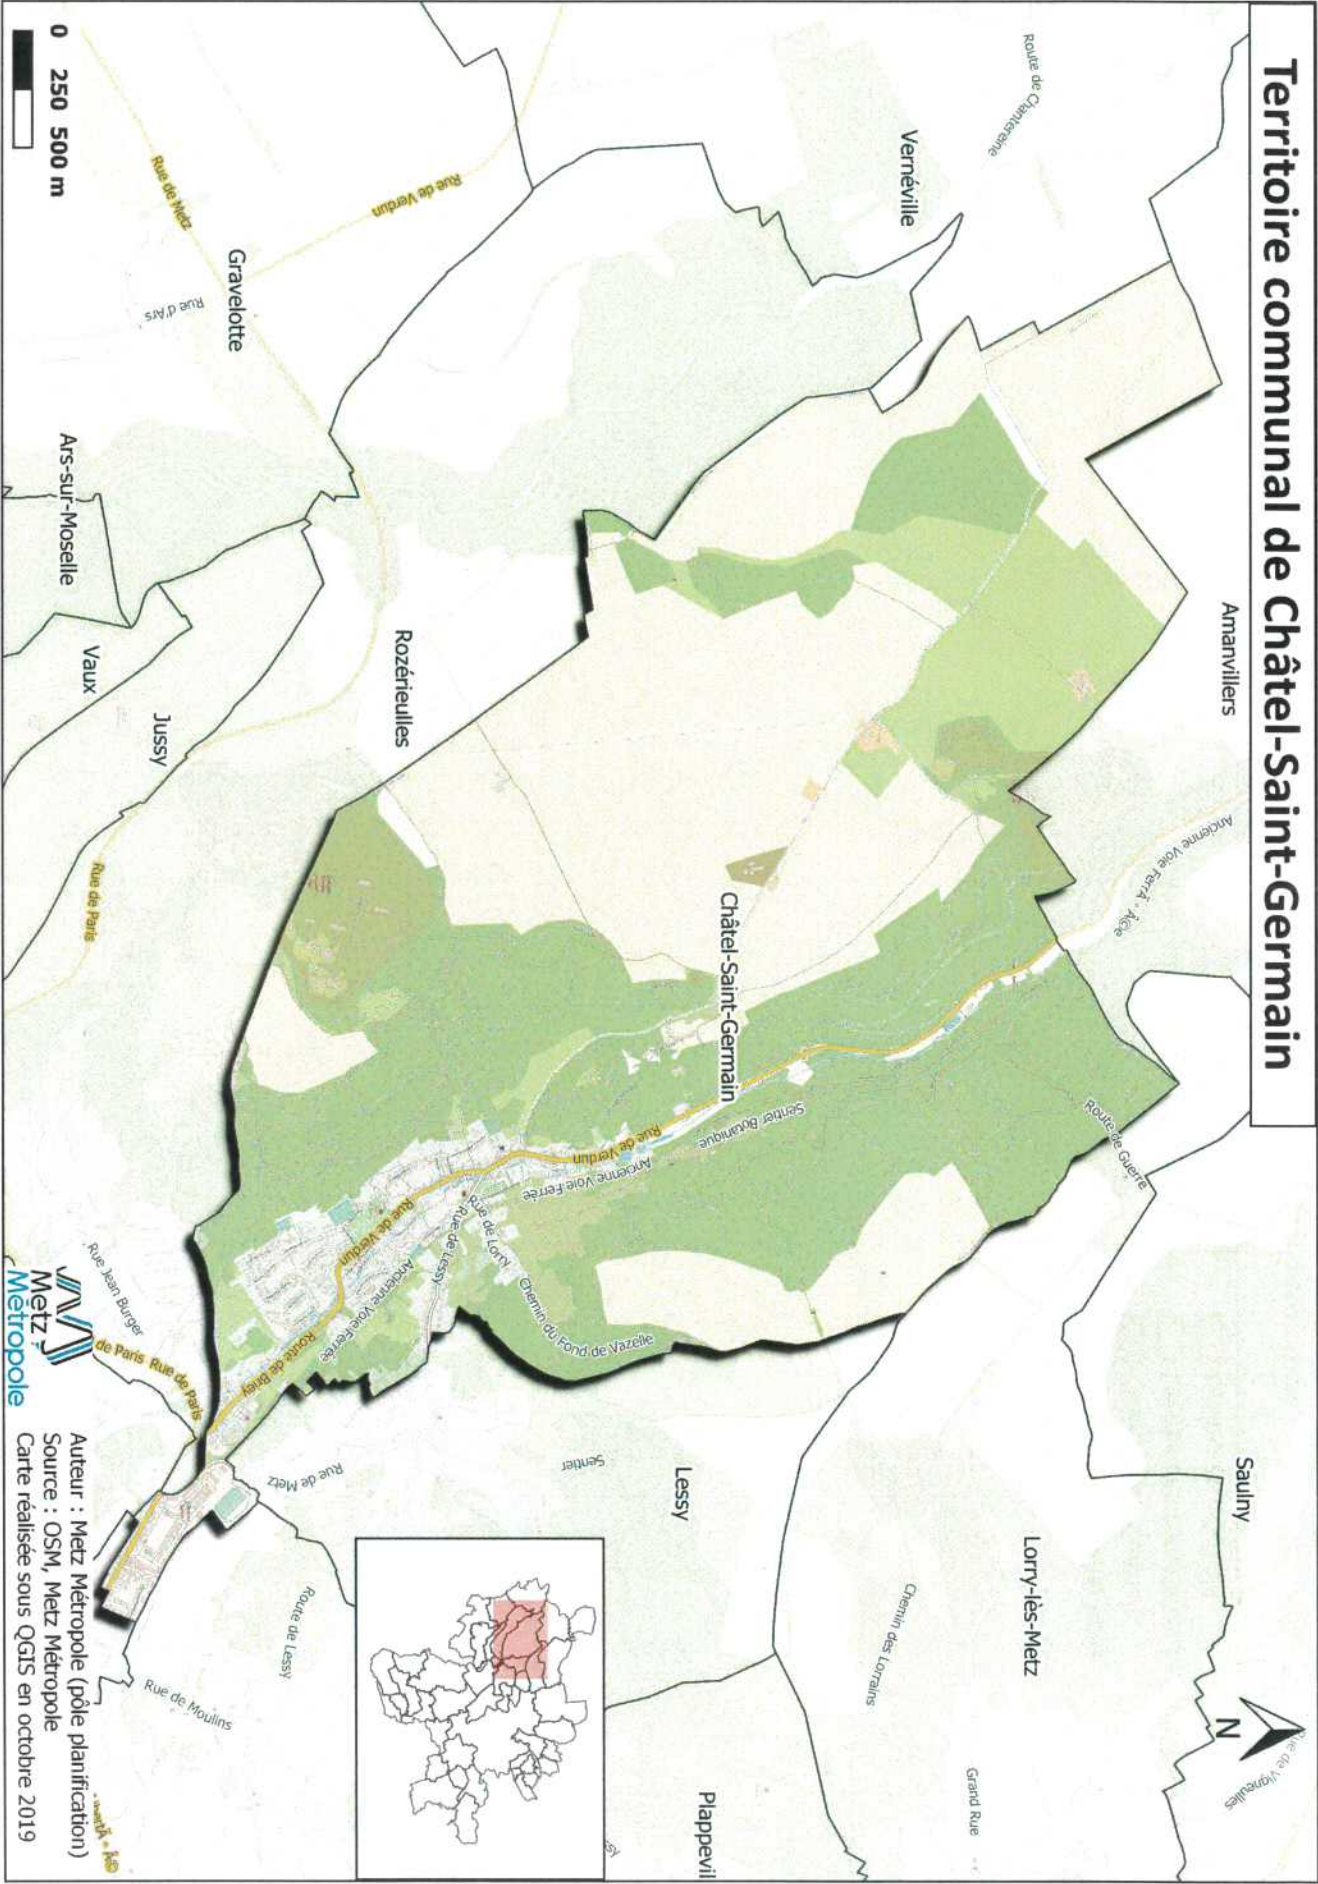 Territoire communal de Châtel-Saint-Germain
Amanvillers
Saulny
Rue de Vigneulles
N
Route de Chantereine
Vernéville
Ancienne Voie FerrÃ・Ã©e
Route de Guerre
Lorry-lès-Metz
Chemin des Lorrains
Grand Rue
Châtel-Saint-Germain
Sentier Botanique
Rue de Verdun
Ancienne Voie Ferrée
Rue de Lorry
Rue de Lessy
Chemin du Fond de Vazelle
Lessy
Sentier
Plappevil
ssy
Rue de Verdun
Rozérieulles
Rue de Verdun
Ancienne Voie Ferrée
Route de Briey
Rue de Metz
Route de Lessy
Gravelotte
Rue de Metz
Rue d'Ars
Jussy
Vaux
Rue de Paris
Ars-sur-Moselle
Rue Jean Burger
de Paris Rue de Paris
Rue de Moulins
0 250 500 m
Metz
Métropole
Auteur : Metz Métropole (pôle planification)
Source : OSM, Metz Métropole
Carte réalisée sous QGIS en octobre 2019